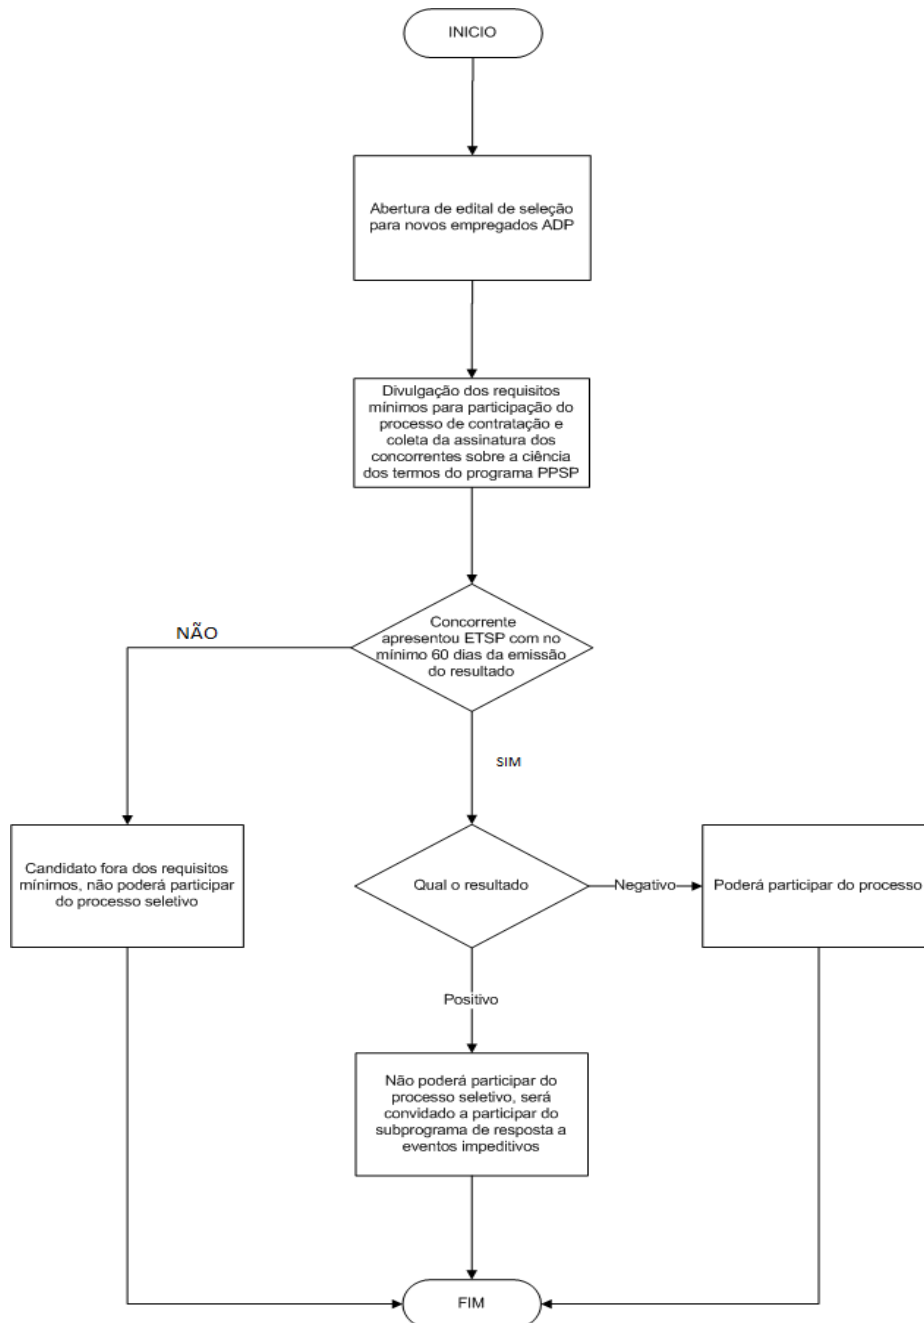 INICIO
Abertura de edital de seleção
para novos empregados ADP
Divulgação dos requisitos
mínimos para participação do
processo de contratação e
coleta da assinatura dos
concorrentes sobre a ciência
dos termos do programa PPSP
Concorrente
apresentou ETSP com no
mínimo 60 dias da emissão
do resultado
NÃO
SIM
Candidato fora dos requisitos
mínimos, não poderá participar
do processo seletivo
Qual o resultado
Negativo
Poderá participar do processo
Positivo
Não poderá participar do
processo seletivo, será
convidado a participar do
subprograma de resposta a
eventos impeditivos
FIM